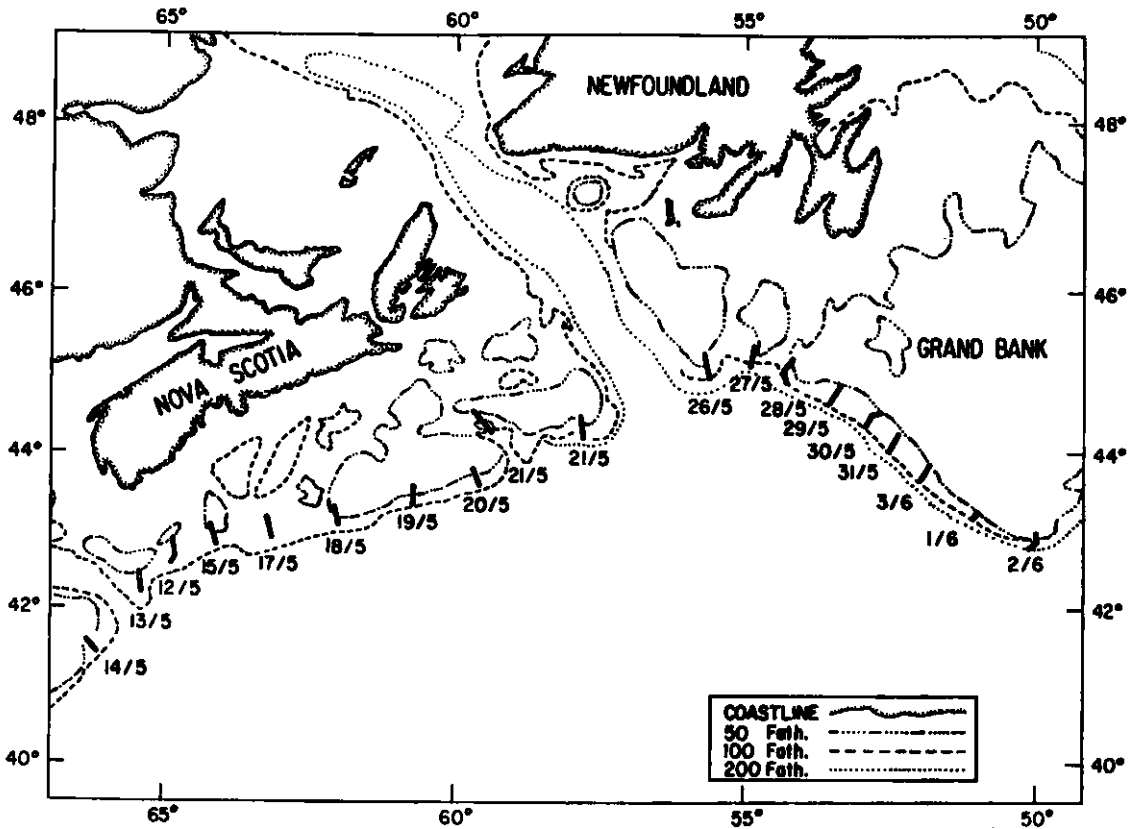 65° 60° 55° 50°
NEWFOUNDLAND
48° 48°
46° 46°
NOVA SCOTIA
GRAND BANK
27/5
26/5
28/5
29/5
30/5
31/5
44° 44°
21/5
21/5
20/5
19/5
18/5
17/5
15/5
12/5
13/5
14/5
3/6
1/6
2/6
42° 42°
COASTLINE
50 Fath.
100 Fath.
200 Fath.
40° 40°
65° 60° 55° 50°